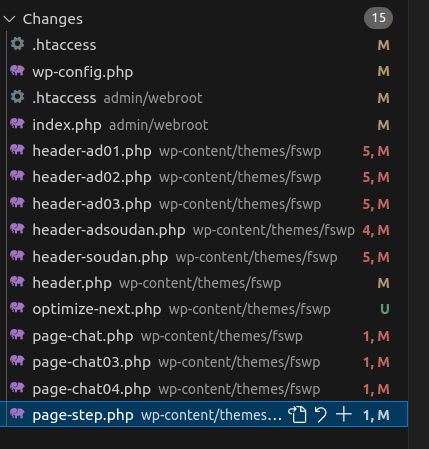 Changes 15
.htaccess M
wp-config.php M
.htaccess admin/webroot M
index.php admin/webroot M
header-ad01.php wp-content/themes/fswp 5, M
header-ad02.php wp-content/themes/fswp 5, M
header-ad03.php wp-content/themes/fswp 5, M
header-adsoudan.php wp-content/themes/fswp 4, M
header-soudan.php wp-content/themes/fswp 5, M
header.php wp-content/themes/fswp M
optimize-next.php wp-content/themes/fswp U
page-chat.php wp-content/themes/fswp 1, M
page-chat03.php wp-content/themes/fswp 1, M
page-chat04.php wp-content/themes/fswp 1, M
page-step.php wp-content/themes... 1, M